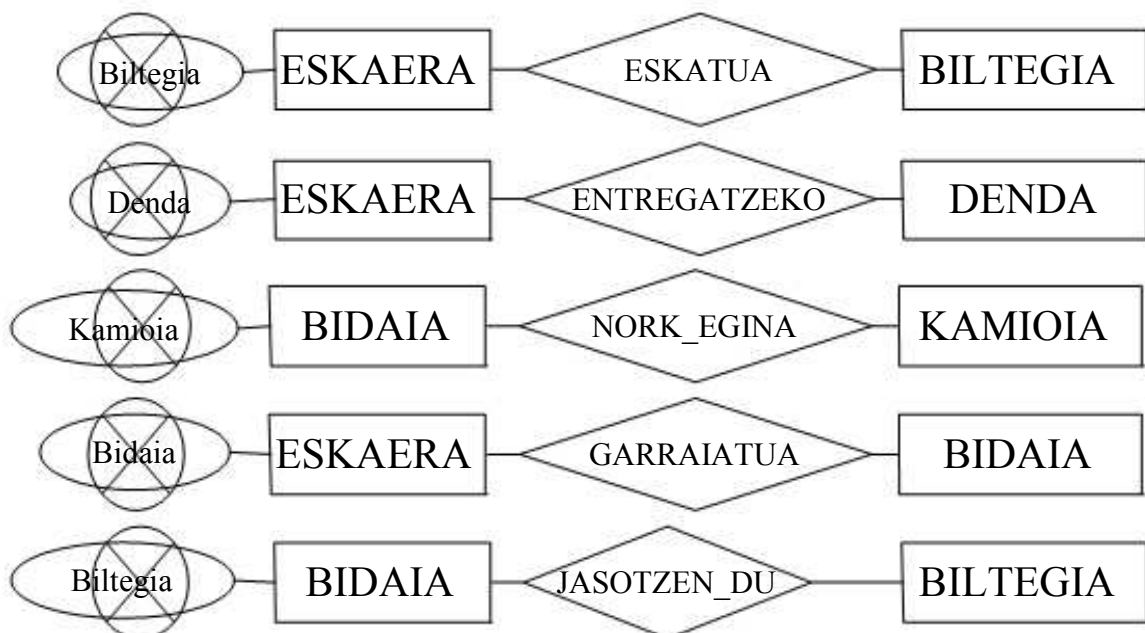 Biltegia ESKAERA ESKATUA BILTEGIA
Denda ESKAERA ENTREGATZEKO DENDA
Kamioia BIDAIA NORK_EGINA KAMIOIA
Bidaia ESKAERA GARRAIATUA BIDAIA
Biltegia BIDAIA JASOTZEN_DU BILTEGIA